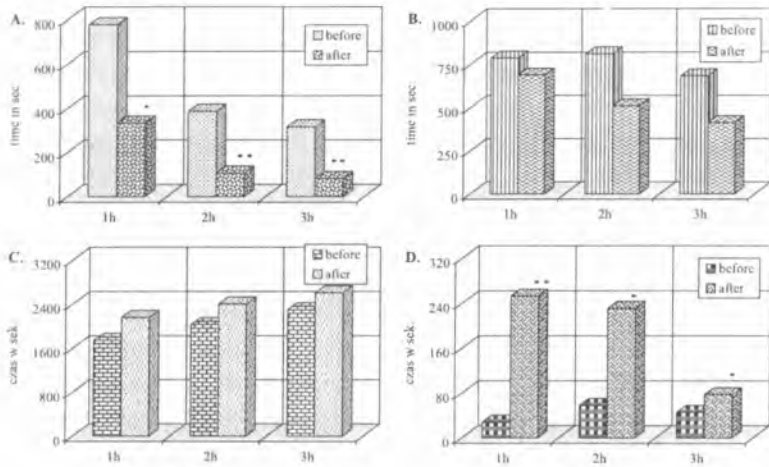 A.
before
after
time in sec
800
600
400
200
0
*
* *
* *
1h
2h
3h
B.
before
after
time in sec
1000
750
500
250
0
1h
2h
3h
C.
before
after
czas w sek.
3200
2400
1600
800
0
1h
2h
3h
D.
before
after
czas w sek.
320
240
160
80
0
* *
*
*
1h
2h
3h